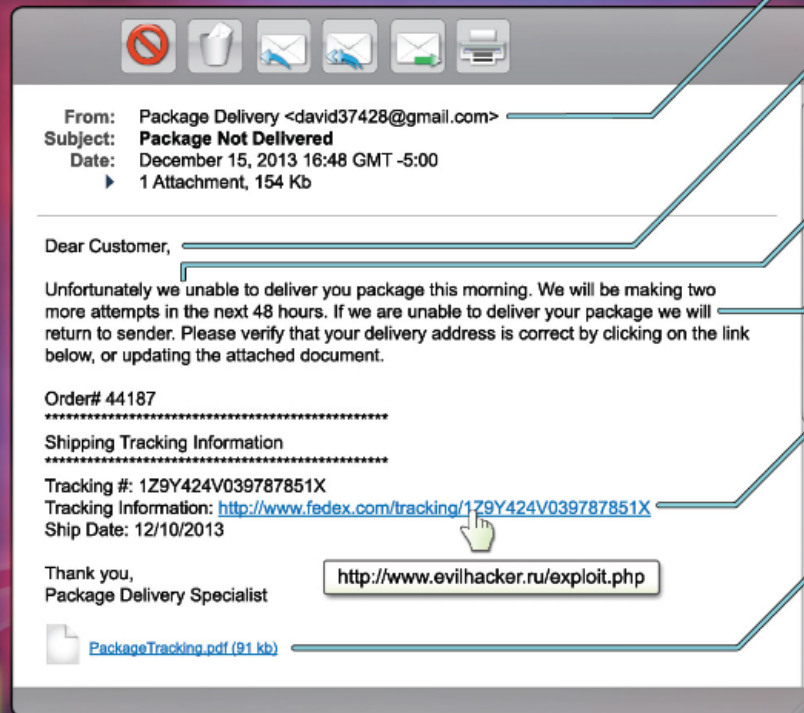 From: Package Delivery <david37428@gmail.com>
Subject: Package Not Delivered
Date: December 15, 2013 16:48 GMT -5:00
1 Attachment, 154 Kb
Dear Customer,
Unfortunately we unable to deliver you package this morning. We will be making two
more attempts in the next 48 hours. If we are unable to deliver your package we will
return to sender. Please verify that your delivery address is correct by clicking on the link
below, or updating the attached document.
Order# 44187
**************************************************
Shipping Tracking Information
**************************************************
Tracking #: 1Z9Y424V039787851X
Tracking Information: http://www.fedex.com/tracking/1Z9Y424V039787851X
Ship Date: 12/10/2013
http://www.evilhacker.ru/exploit.php
Thank you,
Package Delivery Specialist
PackageTracking.pdf (91 kb)